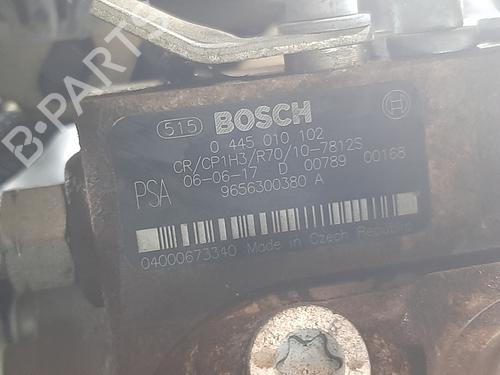 515 BOSCH
0 445 010 102
CR/CP1H3/R70/10-7812S
PSA 06-06-17 D 00789 00168
9656300380 A
04000673340 Made in Czech Republic
B-Parts